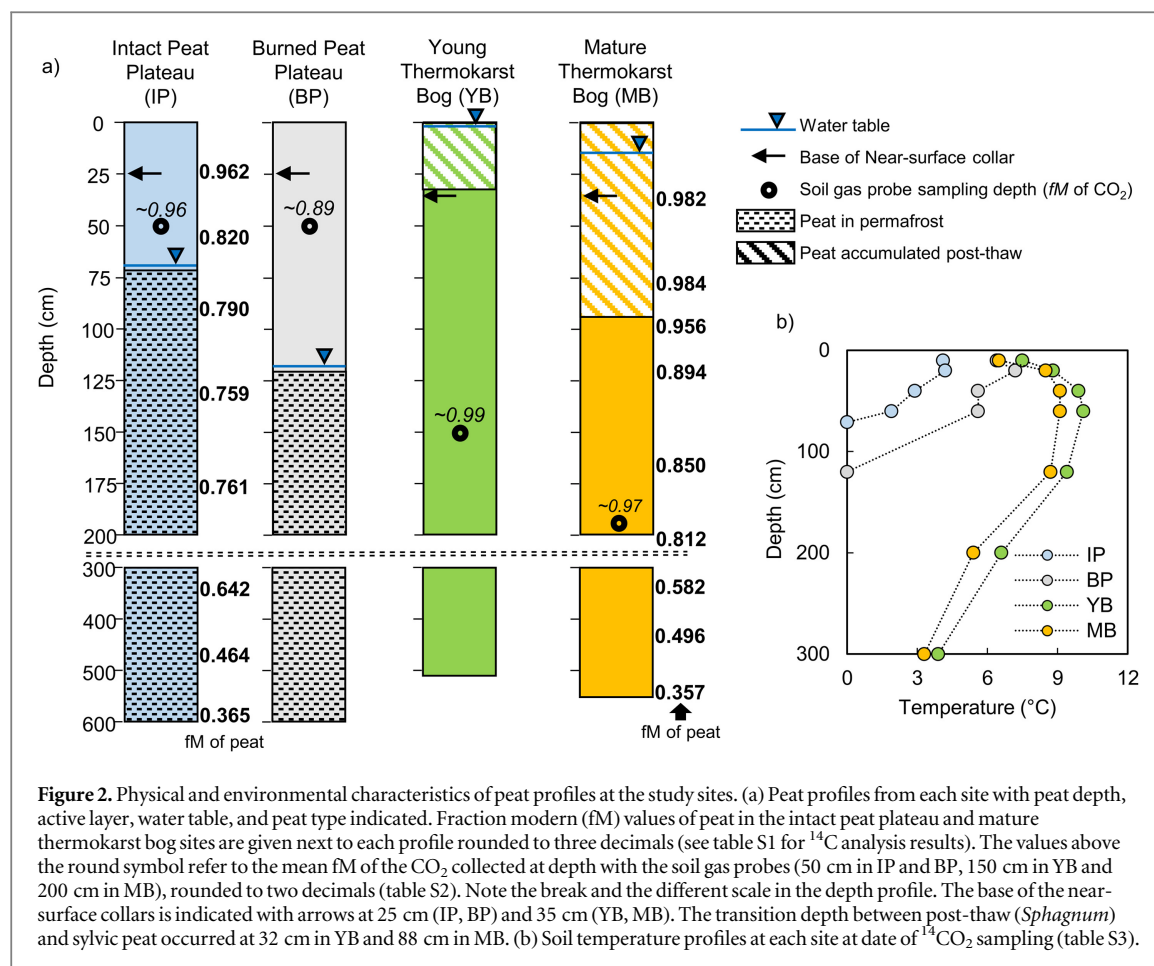 a)
Intact Peat
Plateau
(IP)
Burned Peat
Plateau
(BP)
Young
Thermokarst
Bog (YB)
Mature
Thermokarst
Bog (MB)
Depth (cm)
0
25
50
75
100
125
150
175
200
300
400
500
600
~0.96
0.962
0.820
0.790
0.759
0.761
0.642
0.464
0.365
fM of peat
~0.89
~0.99
~0.97
0.982
0.984
0.956
0.894
0.850
0.812
0.582
0.496
0.357
fM of peat
Water table
Base of Near-surface collar
Soil gas probe sampling depth (fM of CO₂)
Peat in permafrost
Peat accumulated post-thaw
b)
Depth (cm)
0
100
200
300
IP
BP
YB
MB
0 3 6 9 12
Temperature (°C)
Figure 2. Physical and environmental characteristics of peat profiles at the study sites. (a) Peat profiles from each site with peat depth,
active layer, water table, and peat type indicated. Fraction modern (fM) values of peat in the intact peat plateau and mature
thermokarst bog sites are given next to each profile rounded to three decimals (see table S1 for ¹⁴C analysis results). The values above
the round symbol refer to the mean fM of the CO₂ collected at depth with the soil gas probes (50 cm in IP and BP, 150 cm in YB and
200 cm in MB), rounded to two decimals (table S2). Note the break and the different scale in the depth profile. The base of the near-
surface collars is indicated with arrows at 25 cm (IP, BP) and 35 cm (YB, MB). The transition depth between post-thaw (Sphagnum)
and sylvic peat occurred at 32 cm in YB and 88 cm in MB. (b) Soil temperature profiles at each site at date of ¹⁴CO₂ sampling (table S3).